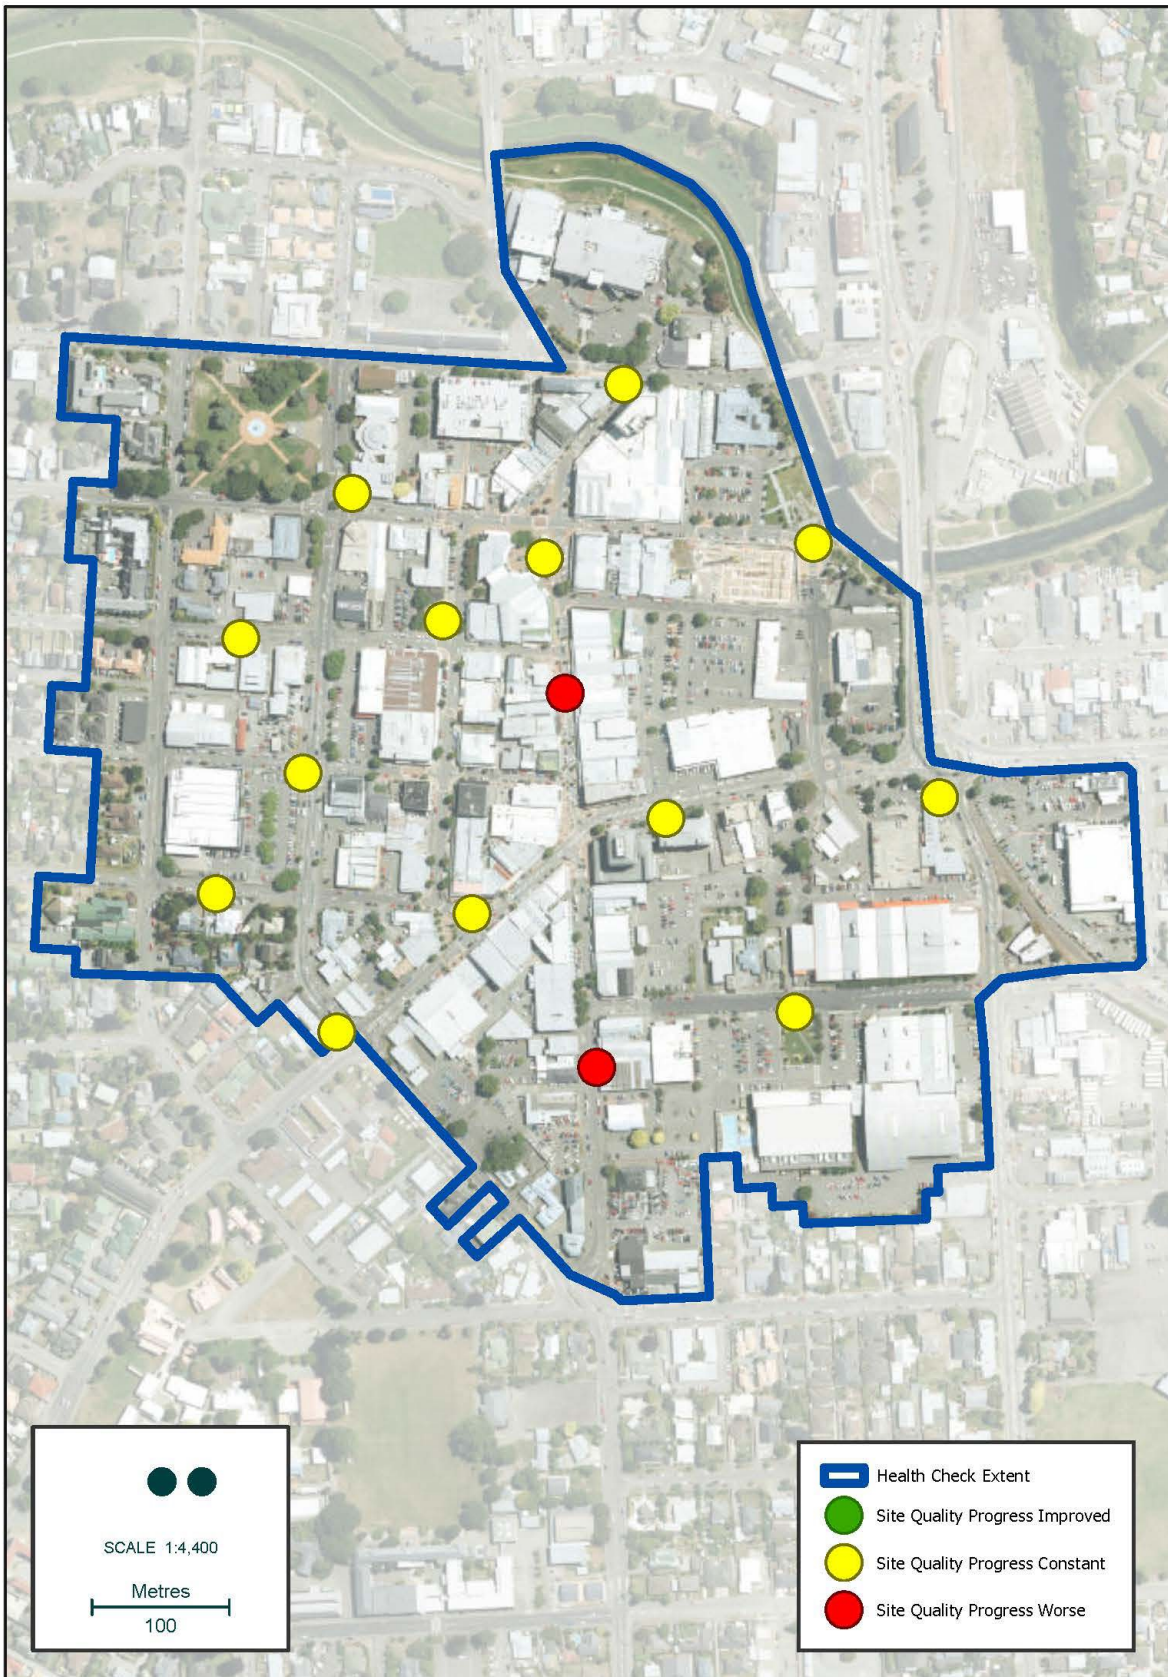 SCALE 1:4,400
Metres
100
Health Check Extent
Site Quality Progress Improved
Site Quality Progress Constant
Site Quality Progress Worse